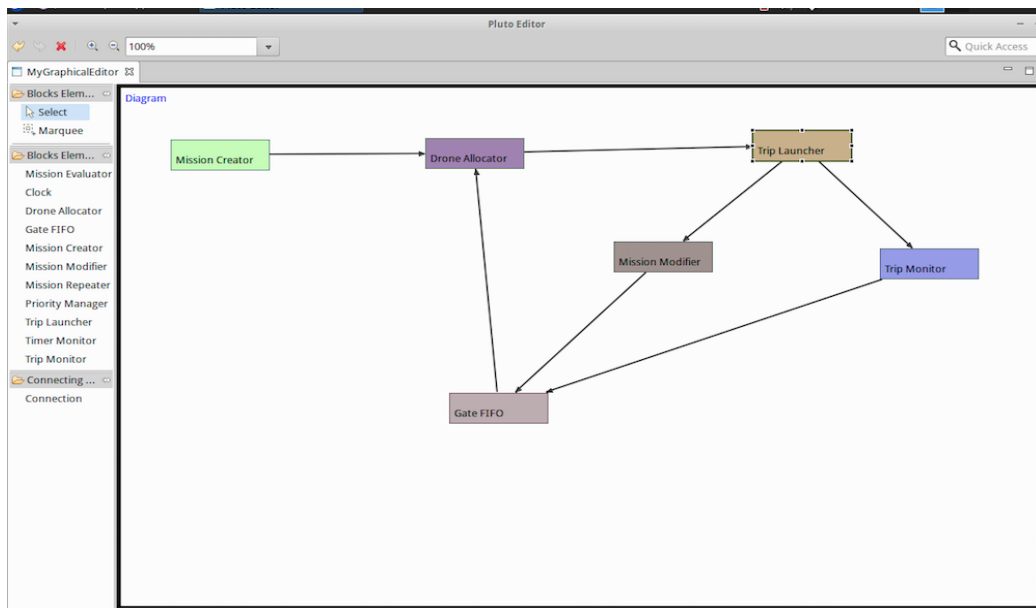 Pluto Editor
100%
Quick Access
MyGraphicalEditor
Blocks Elem...
Select
Marquee
Blocks Elem...
Mission Evaluator
Clock
Drone Allocator
Gate FIFO
Mission Creator
Mission Modifier
Mission Repeater
Priority Manager
Trip Launcher
Timer Monitor
Trip Monitor
Connecting ...
Connection
Diagram
Mission Creator
Drone Allocator
Trip Launcher
Mission Modifier
Trip Monitor
Gate FIFO